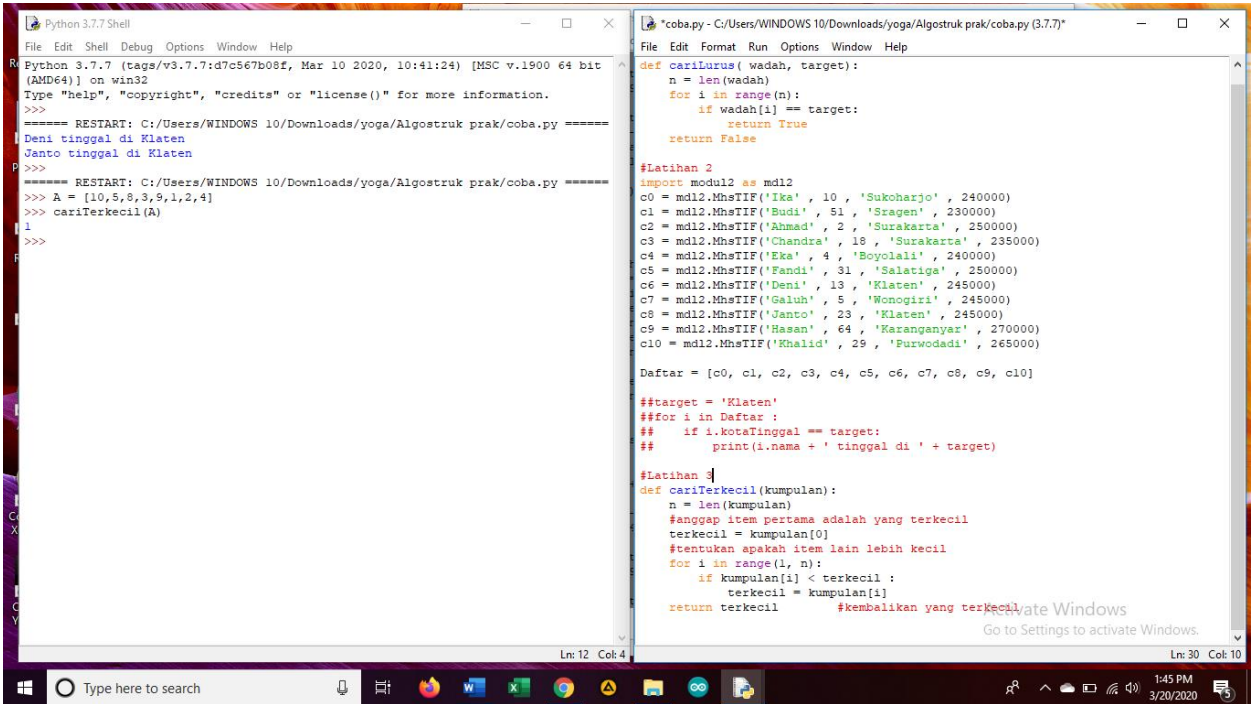 Python 3.7.7 Shell
File Edit Shell Debug Options Window Help
Python 3.7.7 (tags/v3.7.7:d7c567b08f, Mar 10 2020, 10:41:24) [MSC v.1900 64 bit
(AMD64)] on win32
Type "help", "copyright", "credits" or "license()" for more information.
>>>
====== RESTART: C:/Users/WINDOWS 10/Downloads/yoga/Algostruk prak/coba.py ======
Deni tinggal di Klaten
Janto tinggal di Klaten
>>>
====== RESTART: C:/Users/WINDOWS 10/Downloads/yoga/Algostruk prak/coba.py ======
>>> A = [10,5,8,3,9,1,2,4]
>>> cariTerkecil(A)
1
>>>
Ln: 12 Col: 4
*coba.py - C:/Users/WINDOWS 10/Downloads/yoga/Algostruk prak/coba.py (3.7.7)*
File Edit Format Run Options Window Help
def cariLurus( wadah, target):
    n = len(wadah)
    for i in range(n):
        if wadah[i] == target:
            return True
    return False
#Latihan 2
import modul2 as mdl2
c0 = mdl2.MhsTIF('Ika' , 10 , 'Sukoharjo' , 240000)
c1 = mdl2.MhsTIF('Budi' , 51 , 'Sragen' , 230000)
c2 = mdl2.MhsTIF('Ahmad' , 2 , 'Surakarta' , 250000)
c3 = mdl2.MhsTIF('Chandra' , 18 , 'Surakarta' , 235000)
c4 = mdl2.MhsTIF('Eka' , 4 , 'Boyolali' , 240000)
c5 = mdl2.MhsTIF('Fandi' , 31 , 'Salatiga' , 250000)
c6 = mdl2.MhsTIF('Deni' , 13 , 'Klaten' , 245000)
c7 = mdl2.MhsTIF('Galuh' , 5 , 'Wonogiri' , 245000)
c8 = mdl2.MhsTIF('Janto' , 23 , 'Klaten' , 245000)
c9 = mdl2.MhsTIF('Hasan' , 64 , 'Karanganyar' , 270000)
c10 = mdl2.MhsTIF('Khalid' , 29 , 'Purwodadi' , 265000)
Daftar = [c0, c1, c2, c3, c4, c5, c6, c7, c8, c9, c10]
##target = 'Klaten'
##for i in Daftar :
##    if i.kotaTinggal == target:
##        print(i.nama + ' tinggal di ' + target)
#Latihan 3
def cariTerkecil(kumpulan):
    n = len(kumpulan)
    #anggap item pertama adalah yang terkecil
    terkecil = kumpulan[0]
    #tentukan apakah item lain lebih kecil
    for i in range(1, n):
        if kumpulan[i] < terkecil :
            terkecil = kumpulan[i]
    return terkecil        #kembalikan yang terkecil
Activate Windows
Go to Settings to activate Windows.
Ln: 30 Col: 10
Type here to search
1:45 PM
3/20/2020
5